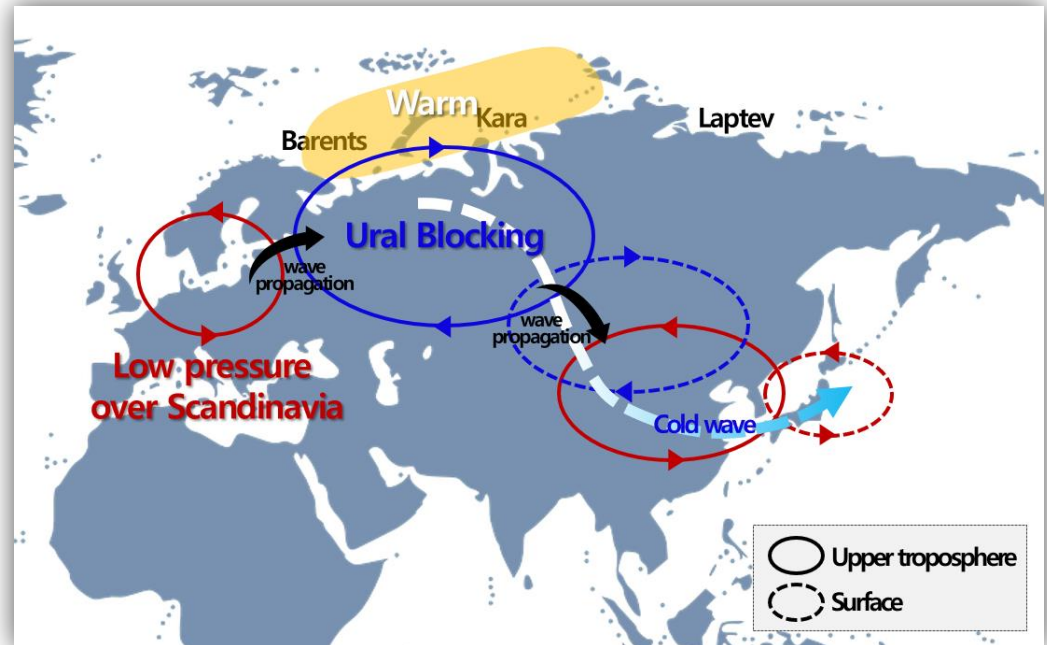 Warm
Kara
Laptev
Barents
Ural Blocking
wave
propagation
wave
propagation
Low pressure
over Scandinavia
Cold wave
Upper troposphere
Surface